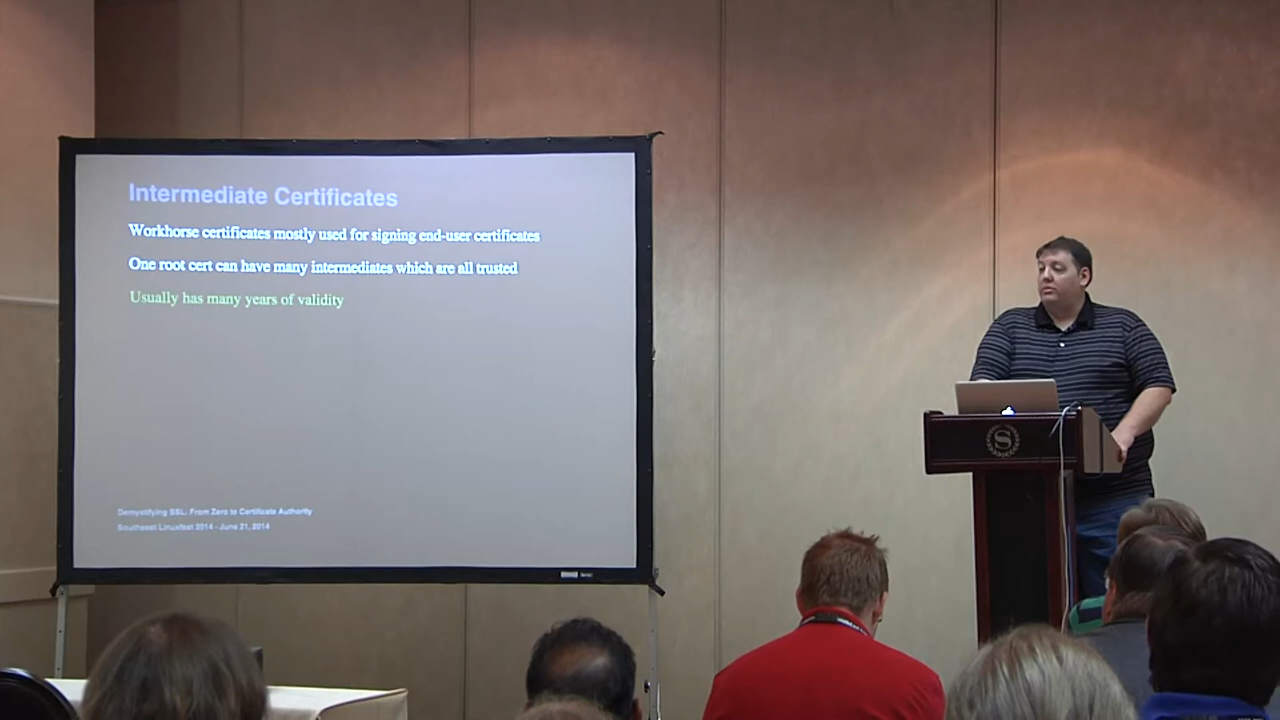 Intermediate Certificates
Workhorse certificates mostly used for signing end-user certificates
One root cert can have many intermediates which are all trusted
Usually has many years of validity
Demystifying SSL: From Zero to Certificate Authority
Southeast Linuxfest 2014 - June 21, 2014
S